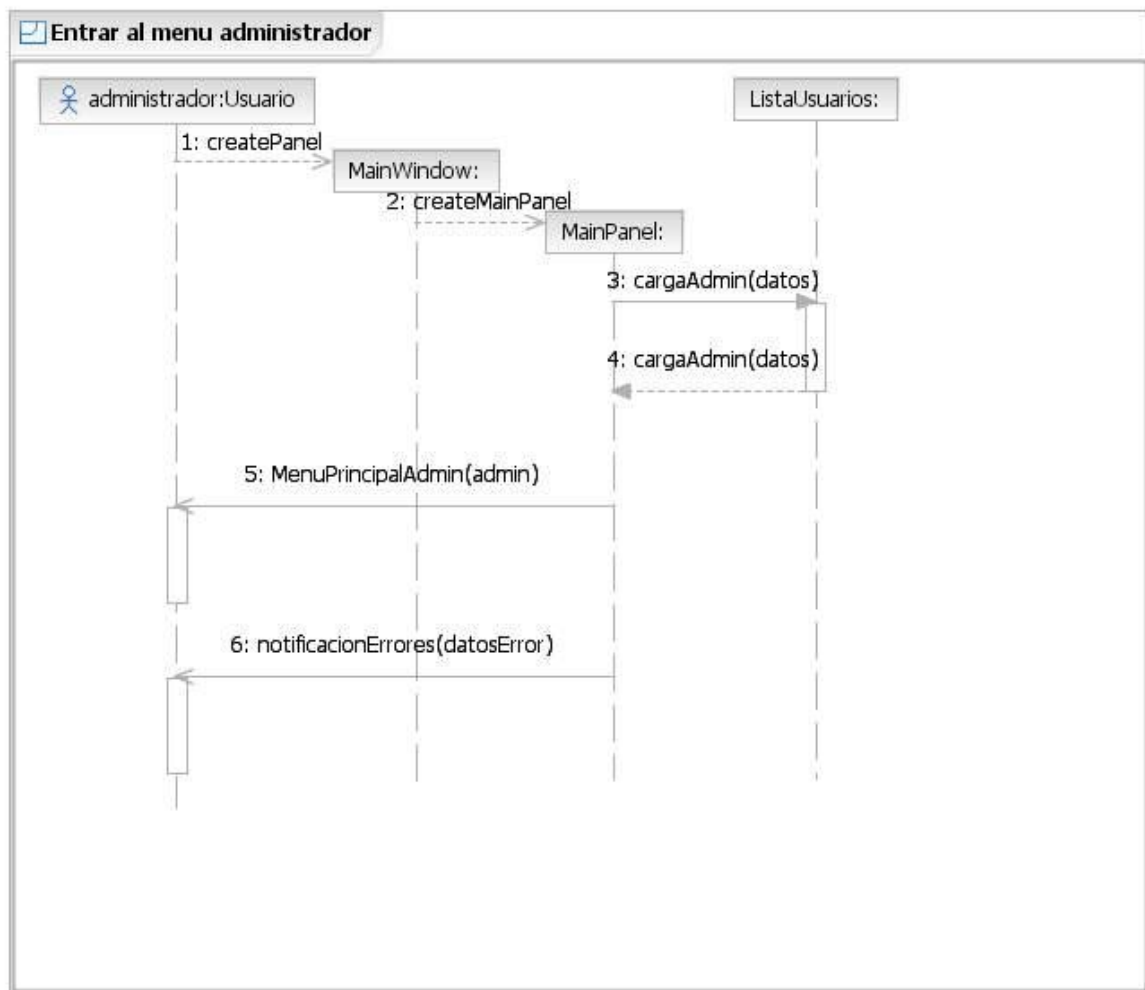 Entrar al menu administrador
administrador:Usuario
ListaUsuarios:
1: createPanel
MainWindow:
2: createMainPanel
MainPanel:
3: cargaAdmin(datos)
4: cargaAdmin(datos)
5: MenuPrincipalAdmin(admin)
6: notificacionErrores(datosError)